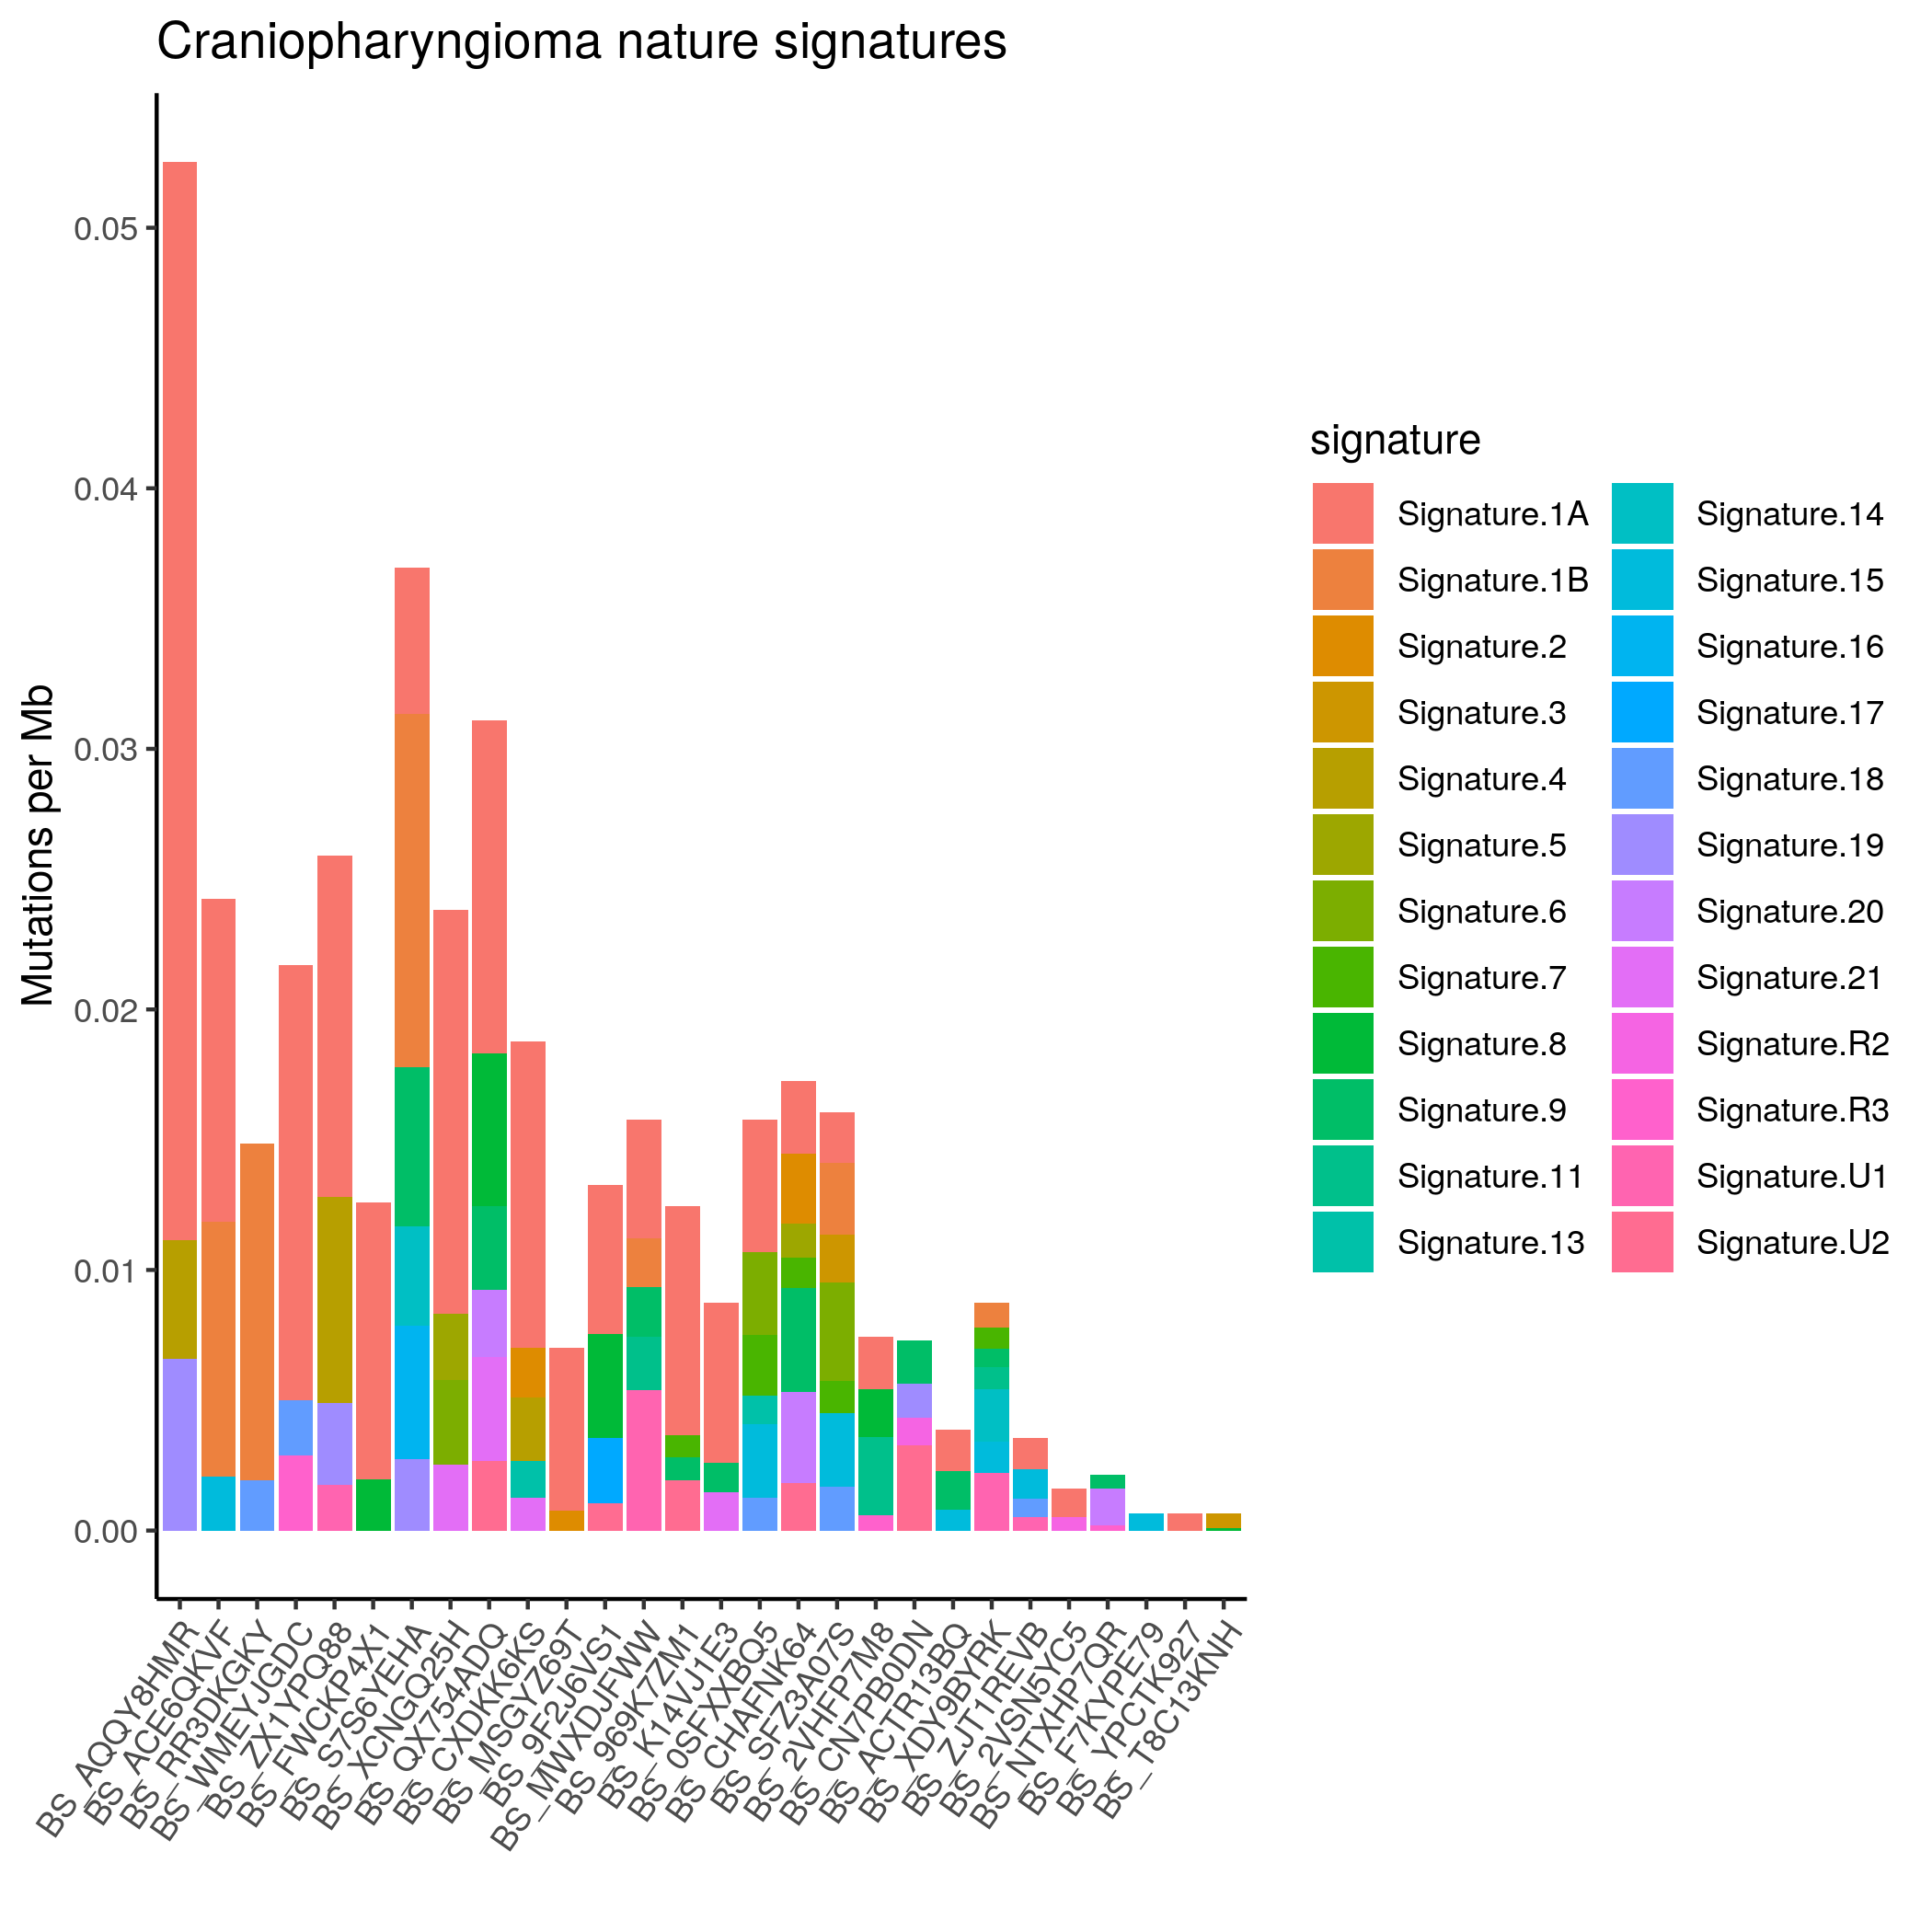 Craniopharyngioma nature signatures
Mutations per Mb
0.05
0.04
0.03
0.02
0.01
0.00
BS_AQQY8HMR
BS_ACE6QKVF
BS_RR3DKGKY
BS_WMEYJGDC
BS_ZX1YPQ88
BS_FWCKP4X1
BS_S7S6YEHA
BS_XCNGQ25H
BS_QX754ADQ
BS_CXDKK6KS
BS_MSGYZ69T
BS_9F2J6VS1
BS_MWXDJFWW
BS_969K7ZM1
BS_K14VJ1E3
BS_0SFXXBQ5
BS_CHAFNK64
BS_SFZ3A07S
BS_2VHFP7M8
BS_CN7PB0DN
BS_ACTR13BQ
BS_XDY9BYRK
BS_ZJT1REVB
BS_2VSN5YC5
BS_NTXHP7QR
BS_F7KYPE79
BS_YPCTK927
BS_T8C13KNH
signature
Signature.1A
Signature.1B
Signature.2
Signature.3
Signature.4
Signature.5
Signature.6
Signature.7
Signature.8
Signature.9
Signature.11
Signature.13
Signature.14
Signature.15
Signature.16
Signature.17
Signature.18
Signature.19
Signature.20
Signature.21
Signature.R2
Signature.R3
Signature.U1
Signature.U2